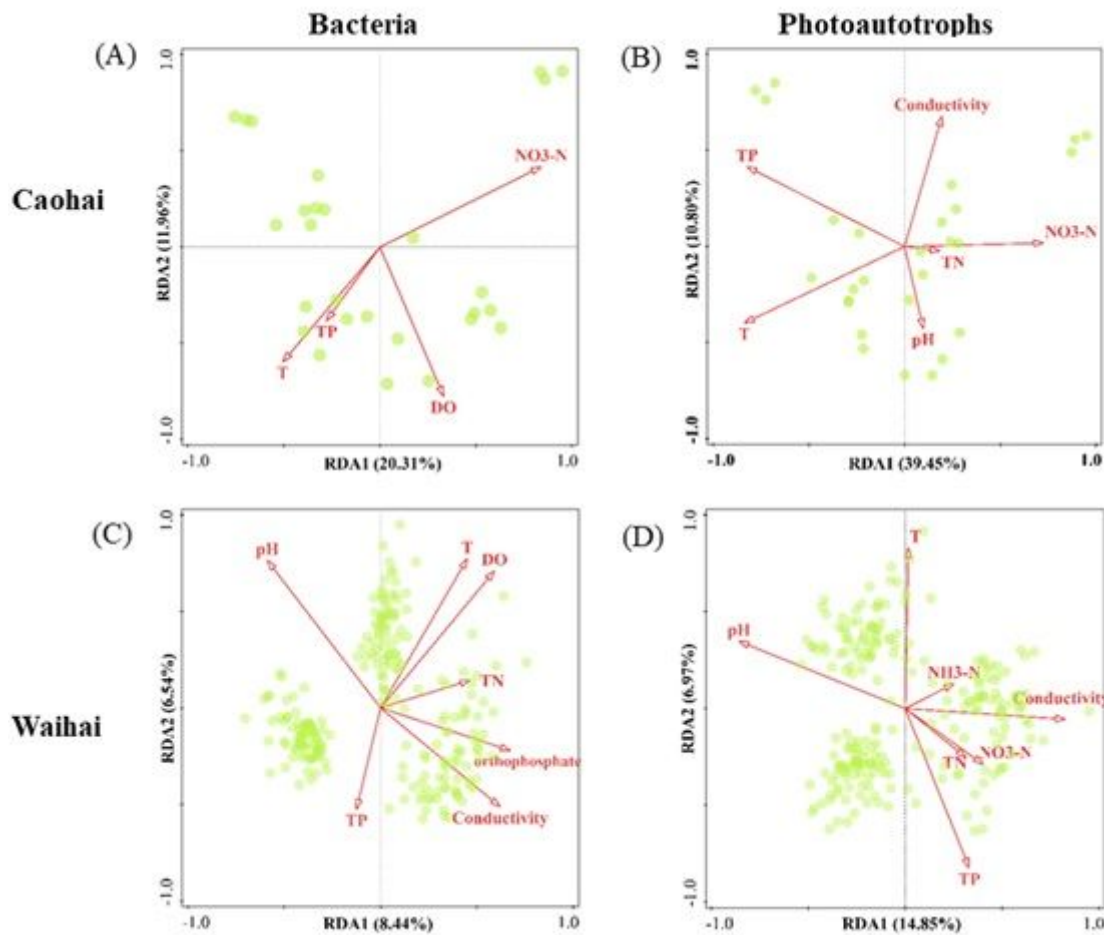 Bacteria
Photoautotrophs
Caohai
Waihai
(A)
1.0
NO3-N
TP
T
DO
RDA2 (11.96%)
-1.0
-1.0
RDA1 (20.31%)
1.0
(B)
1.0
Conductivity
TP
NO3-N
TN
T
pH
RDA2 (10.80%)
-1.0
-1.0
RDA1 (39.45%)
1.0
(C)
1.0
pH
T
DO
TN
orthophosphate
TP
Conductivity
RDA2 (6.54%)
-1.0
-1.0
RDA1 (8.44%)
1.0
(D)
1.0
T
pH
NH3-N
Conductivity
NO3-N
TN
TP
RDA2 (6.97%)
-1.0
-1.0
RDA1 (14.85%)
1.0